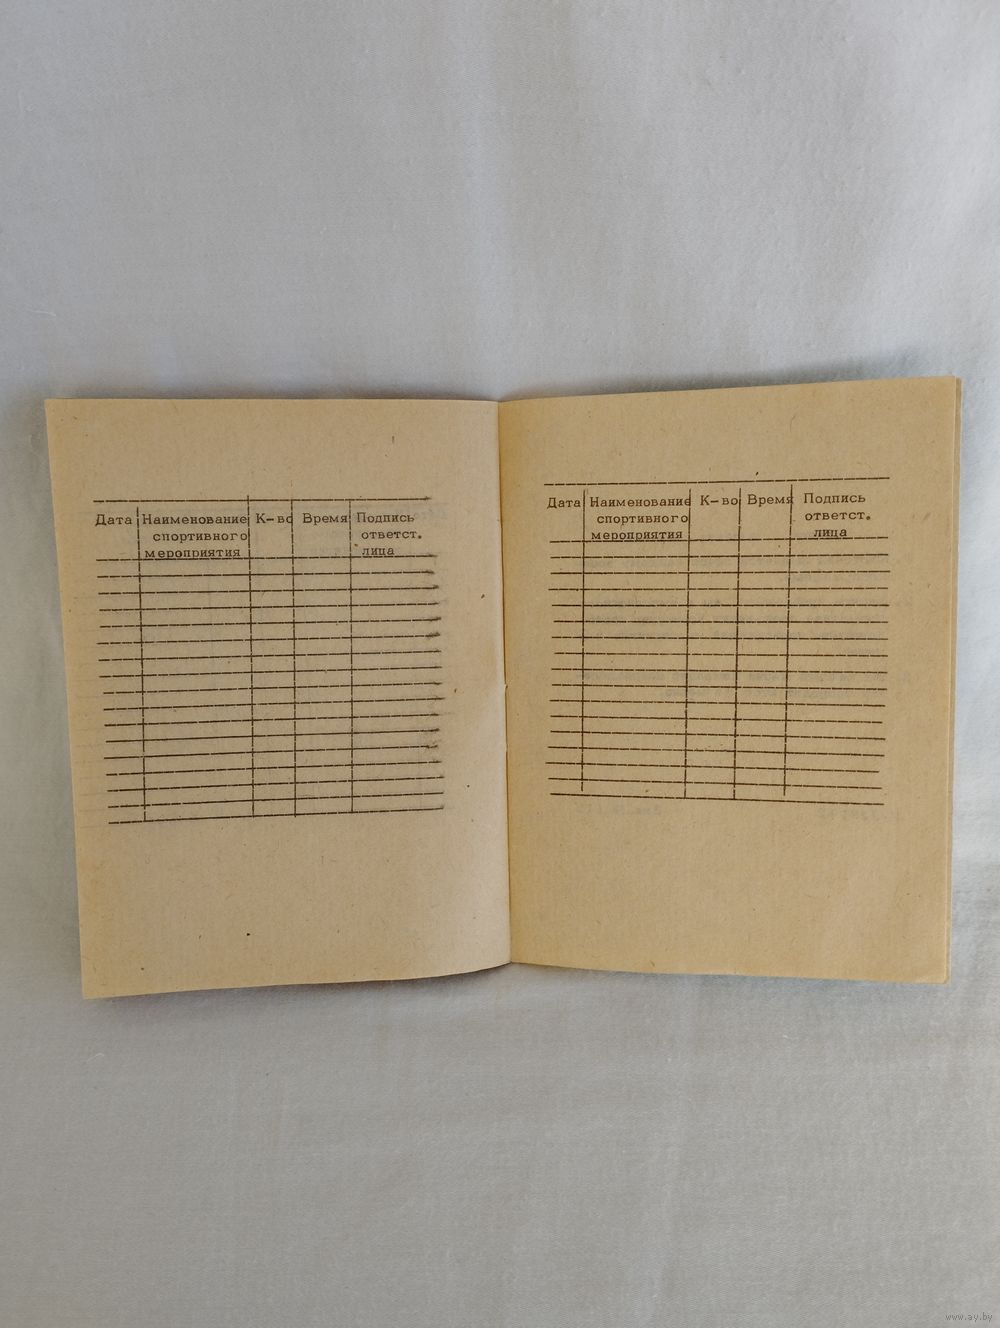 Дата Наименование К-во Время Подпись
спортивного ответст.
мероприятия лица
Дата Наименование К-во Время Подпись
спортивного ответст.
мероприятия лица
www.ay.by